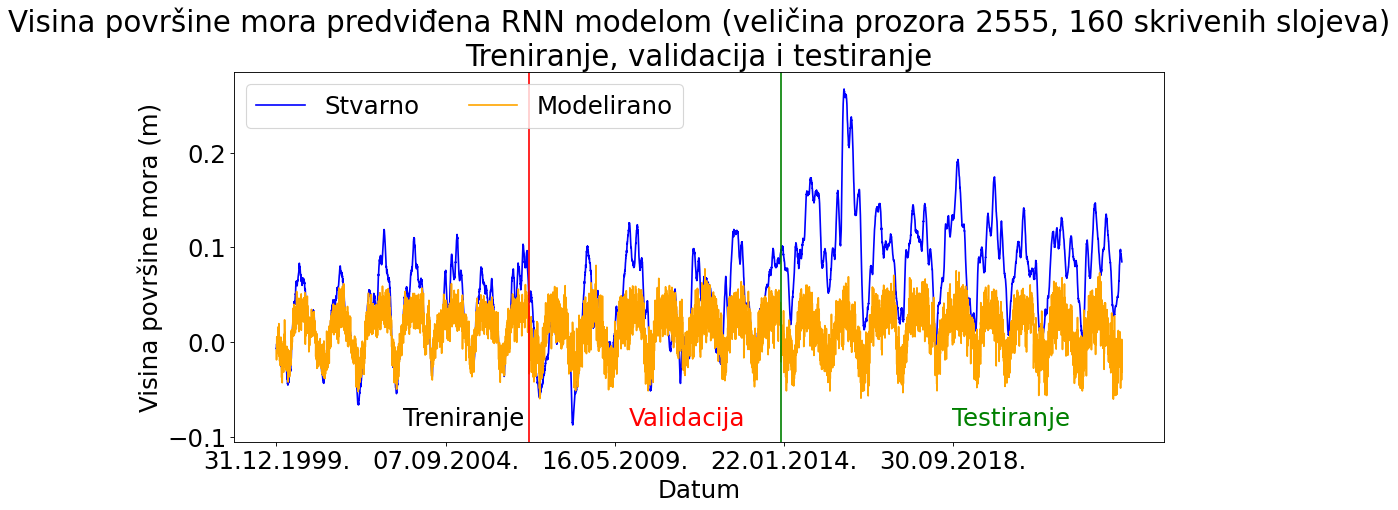 Visina površine mora predviđena RNN modelom (veličina prozora 2555, 160 skrivenih slojeva)
Treniranje, validacija i testiranje
Stvarno
Modelirano
Visina površine mora (m)
0.2
0.1
0.0
−0.1
Treniranje
Validacija
Testiranje
31.12.1999.
07.09.2004.
16.05.2009.
22.01.2014.
30.09.2018.
Datum